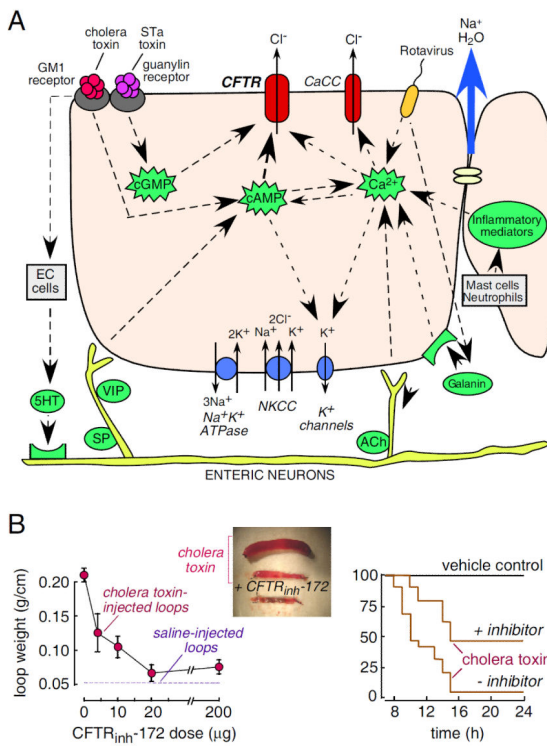 A
cholera
toxin
STa
toxin
GM1
receptor
guanylin
receptor
Cl-
CFTR
Cl-
CaCC
Rotavirus
Na+
H2O
cGMP
cAMP
Ca2+
Inflammatory
mediators
Mast cells
Neutrophils
EC
cells
5HT
VIP
SP
2K+
3Na+
Na+K+
ATPase
2Cl-
Na+
K+
NKCC
K+
K+
channels
ACh
Galanin
ENTERIC NEURONS
B
loop weight (g/cm)
0.20
0.15
0.10
0.05
0
10
20
200
CFTRinh-172 dose (μg)
cholera toxin-
injected loops
saline-injected
loops
cholera
toxin
+ CFTRinh-172
vehicle control
100
75
50
25
0
+ inhibitor
cholera toxin
- inhibitor
8
12
16
20
24
time (h)